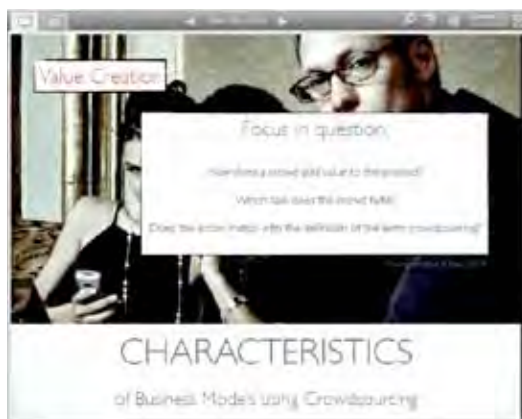 Value Creation
Focus in question
How does a crowd add value to the product?
Which task does the crowd fulfill?
Does the action match with the definition of the term crowdsourcing?
CHARACTERISTICS
of Business Models using Crowdsourcing